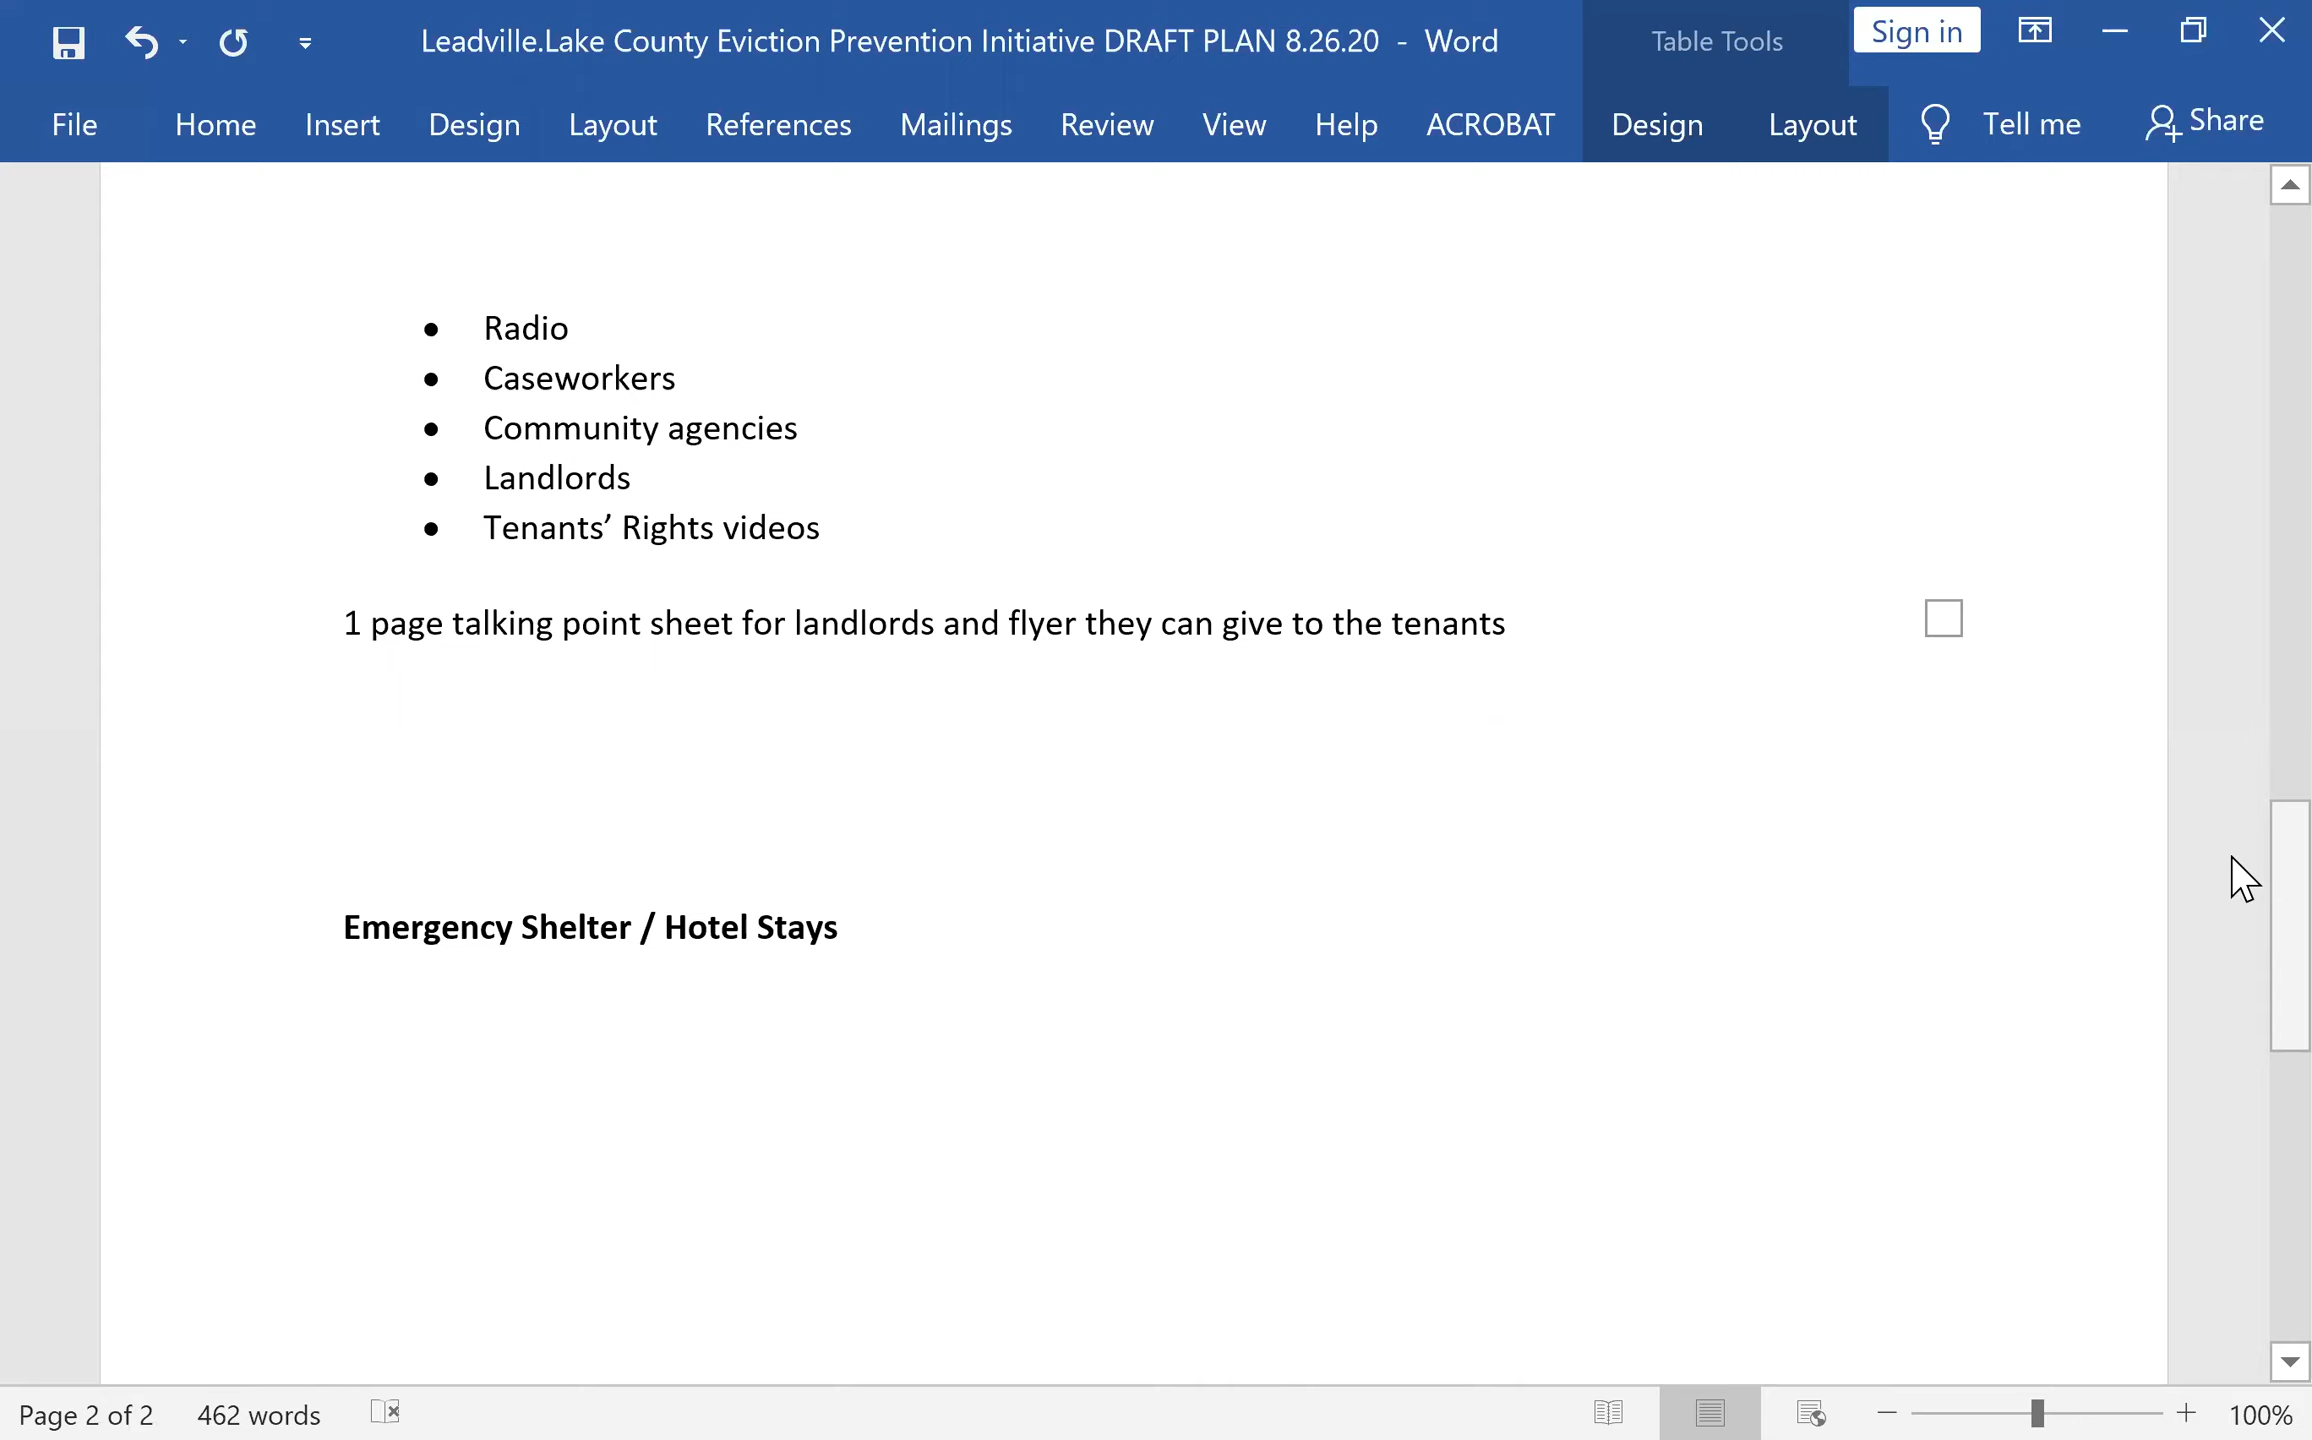 Leadville.Lake County Eviction Prevention Initiative DRAFT PLAN 8.26.20 - Word
Table Tools
Sign in
File Home Insert Design Layout References Mailings Review View Help ACROBAT Design Layout Tell me Share
• Radio
• Caseworkers
• Community agencies
• Landlords
• Tenants’ Rights videos
1 page talking point sheet for landlords and flyer they can give to the tenants
Emergency Shelter / Hotel Stays
Page 2 of 2 462 words 100%